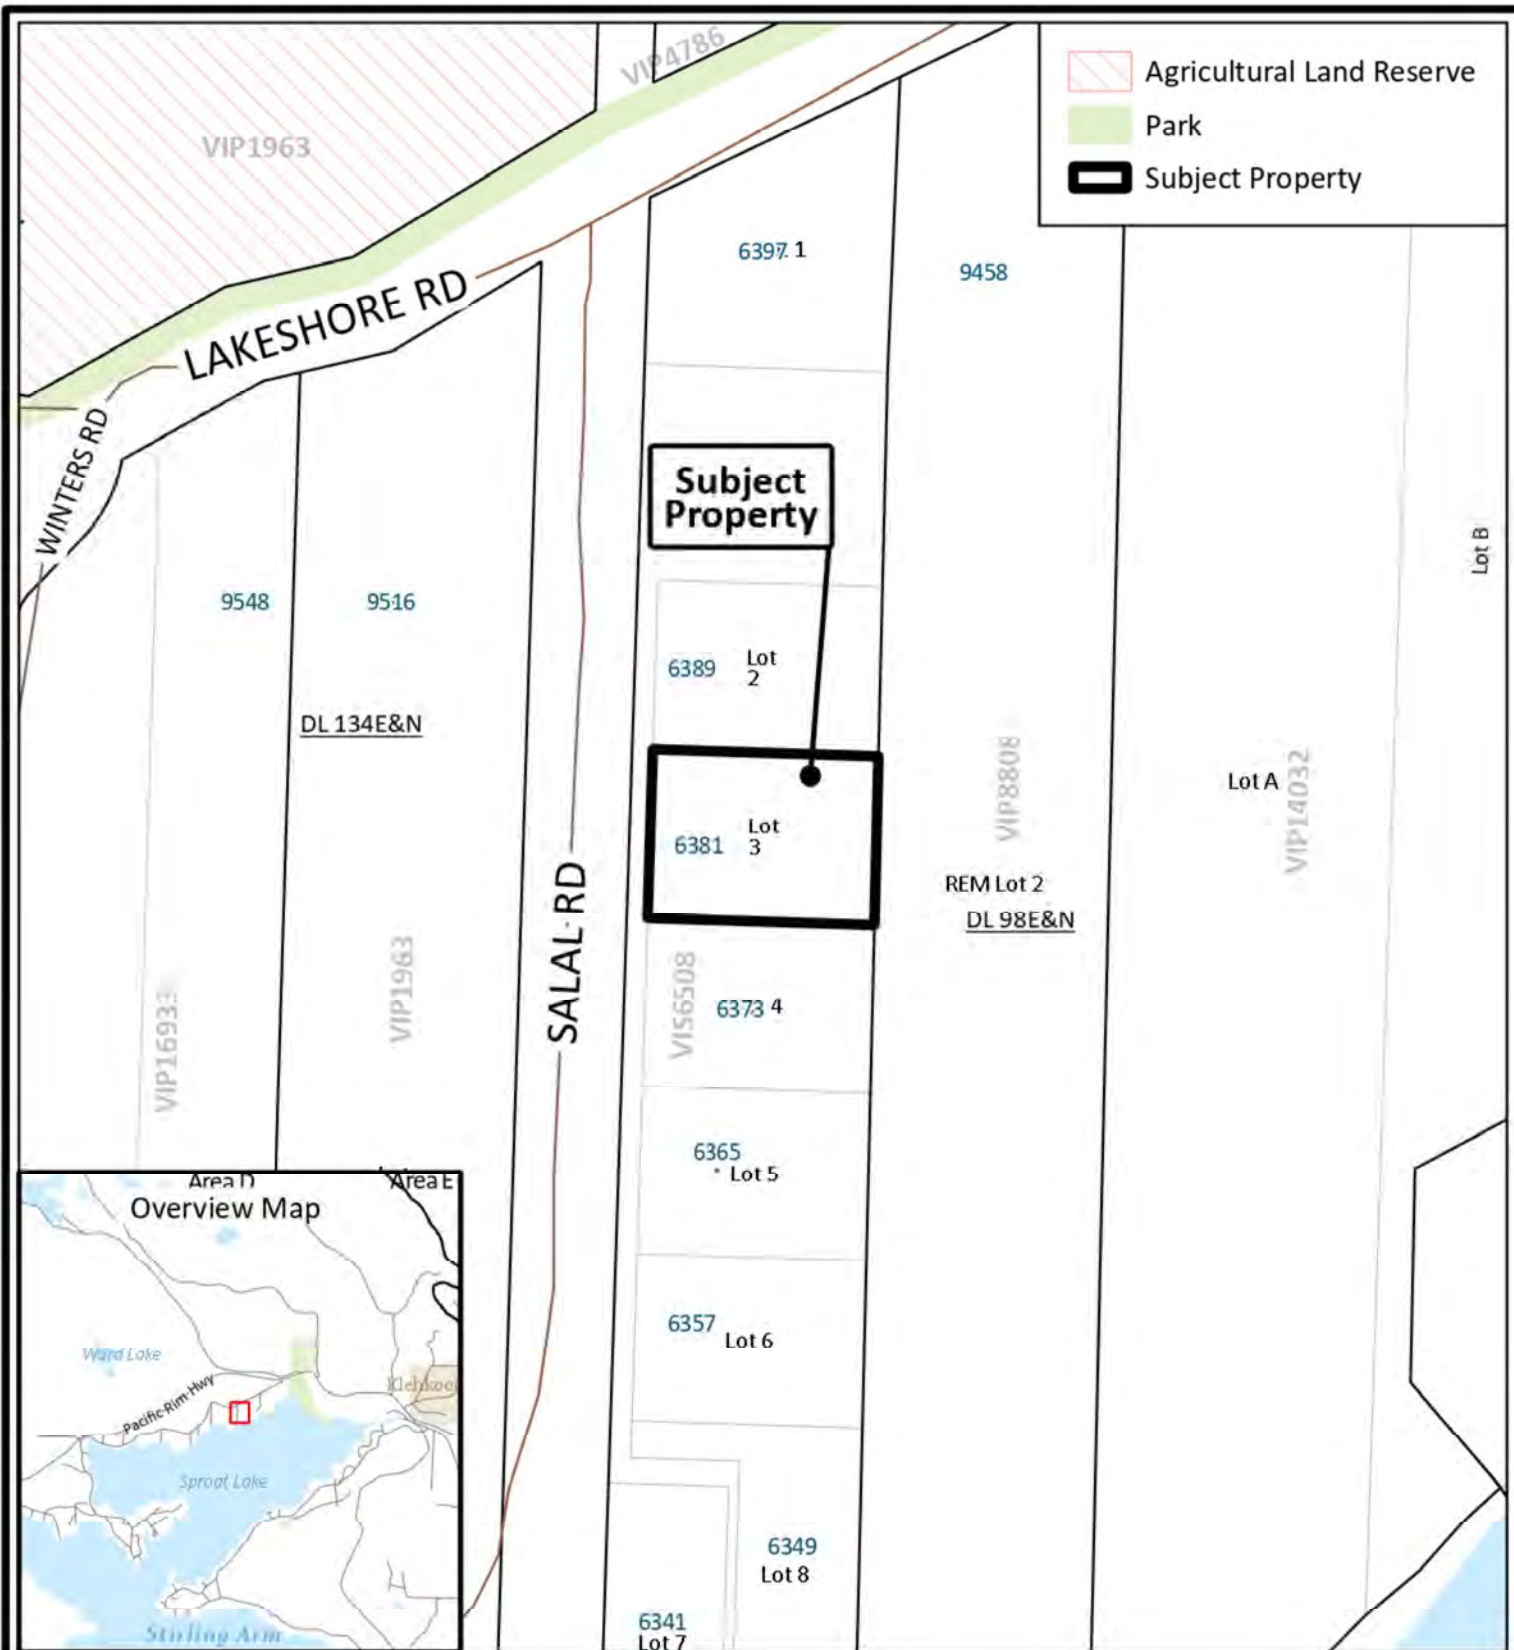 VIP4786
Agricultural Land Reserve
Park
Subject Property
VIP1963
6397 1
9458
LAKESHORE RD
WINTERS RD
Subject
Property
Lot B
9548
9516
6389
Lot
2
DL 134E&N
VIP8808
Lot A
VIP14032
6381
Lot
3
REM Lot 2
DL 98E&N
SALAL RD
VIP1963
VIS6508
6373 4
6365
Lot 5
6357
Lot 6
6349
Lot 8
6341
Lot 7
Area D
Area E
Overview Map
Ward Lake
Pacific-Rim-Hwy
Sproat Lake
Stirling Arm